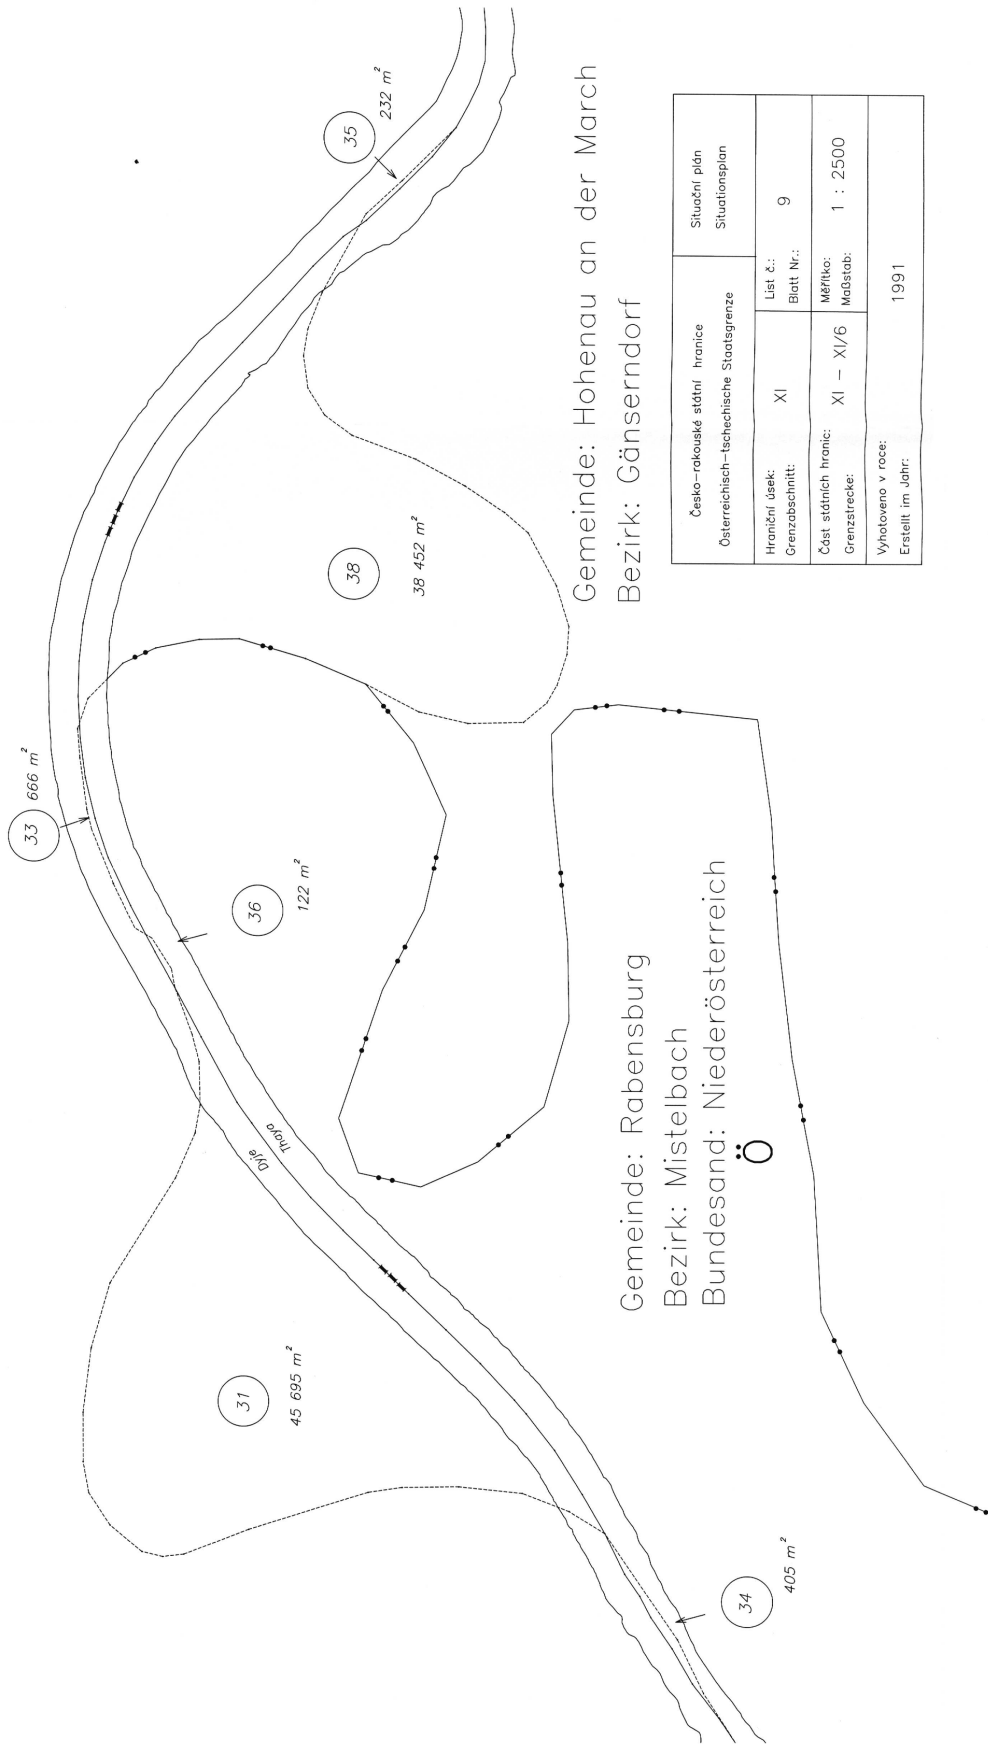 35
232 m²
33
666 m²
38
38 452 m²
36
122 m²
Dyje
Thaya
31
45 695 m²
34
405 m²
Gemeinde: Hohenau an der March
Bezirk: Gänserndorf
Gemeinde: Rabensburg
Bezirk: Mistelbach
Bundesand: Niederösterreich
Ö
Česko-rakouské státní hranice
Österreichisch-tschechische Staatsgrenze
Situační plán
Situationsplan
Hraniční úsek:
Grenzabschnitt:
XI
List č.:
Blatt Nr.:
9
Část státních hranic:
Grenzstrecke:
XI - XI/6
Měřítko:
Maßstab:
1 : 2500
Vyhotoveno v roce:
Erstellt im Jahr:
1991